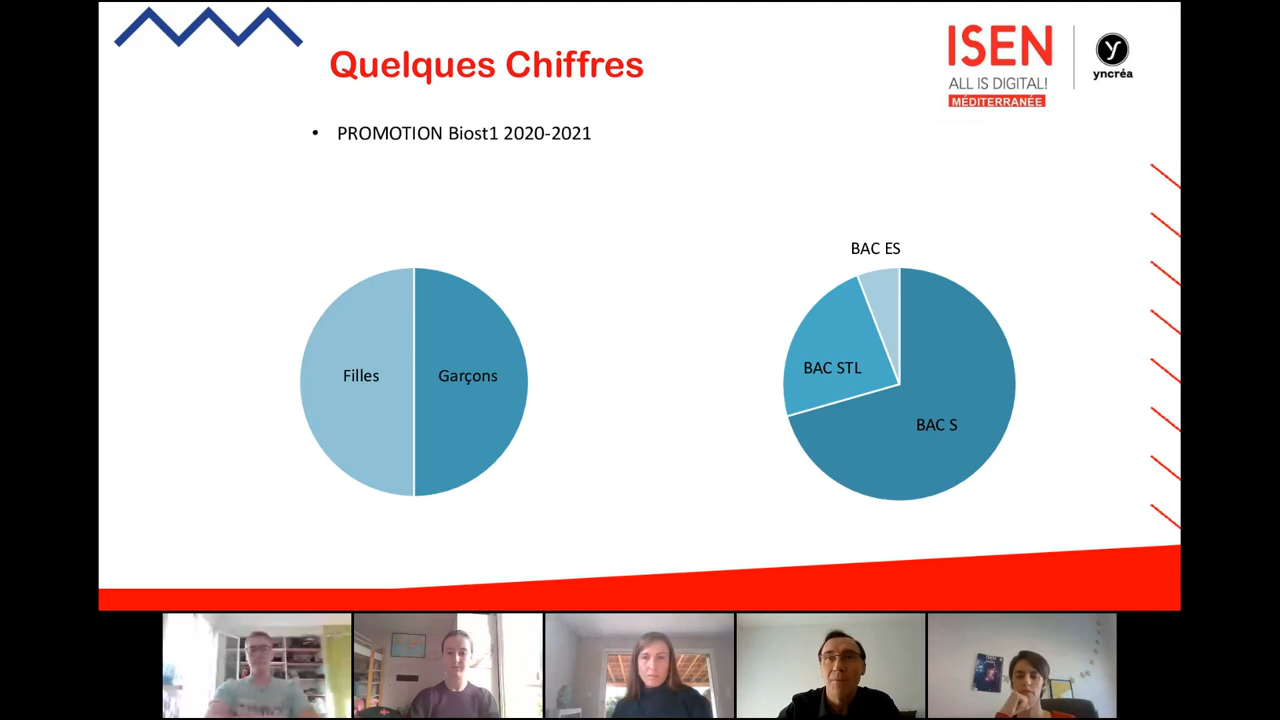 Quelques Chiffres
ISEN
ALL IS DIGITAL!
MÉDITERRANÉE
y
yncréa
• PROMOTION Biost1 2020-2021
Filles
Garçons
BAC ES
BAC STL
BAC S